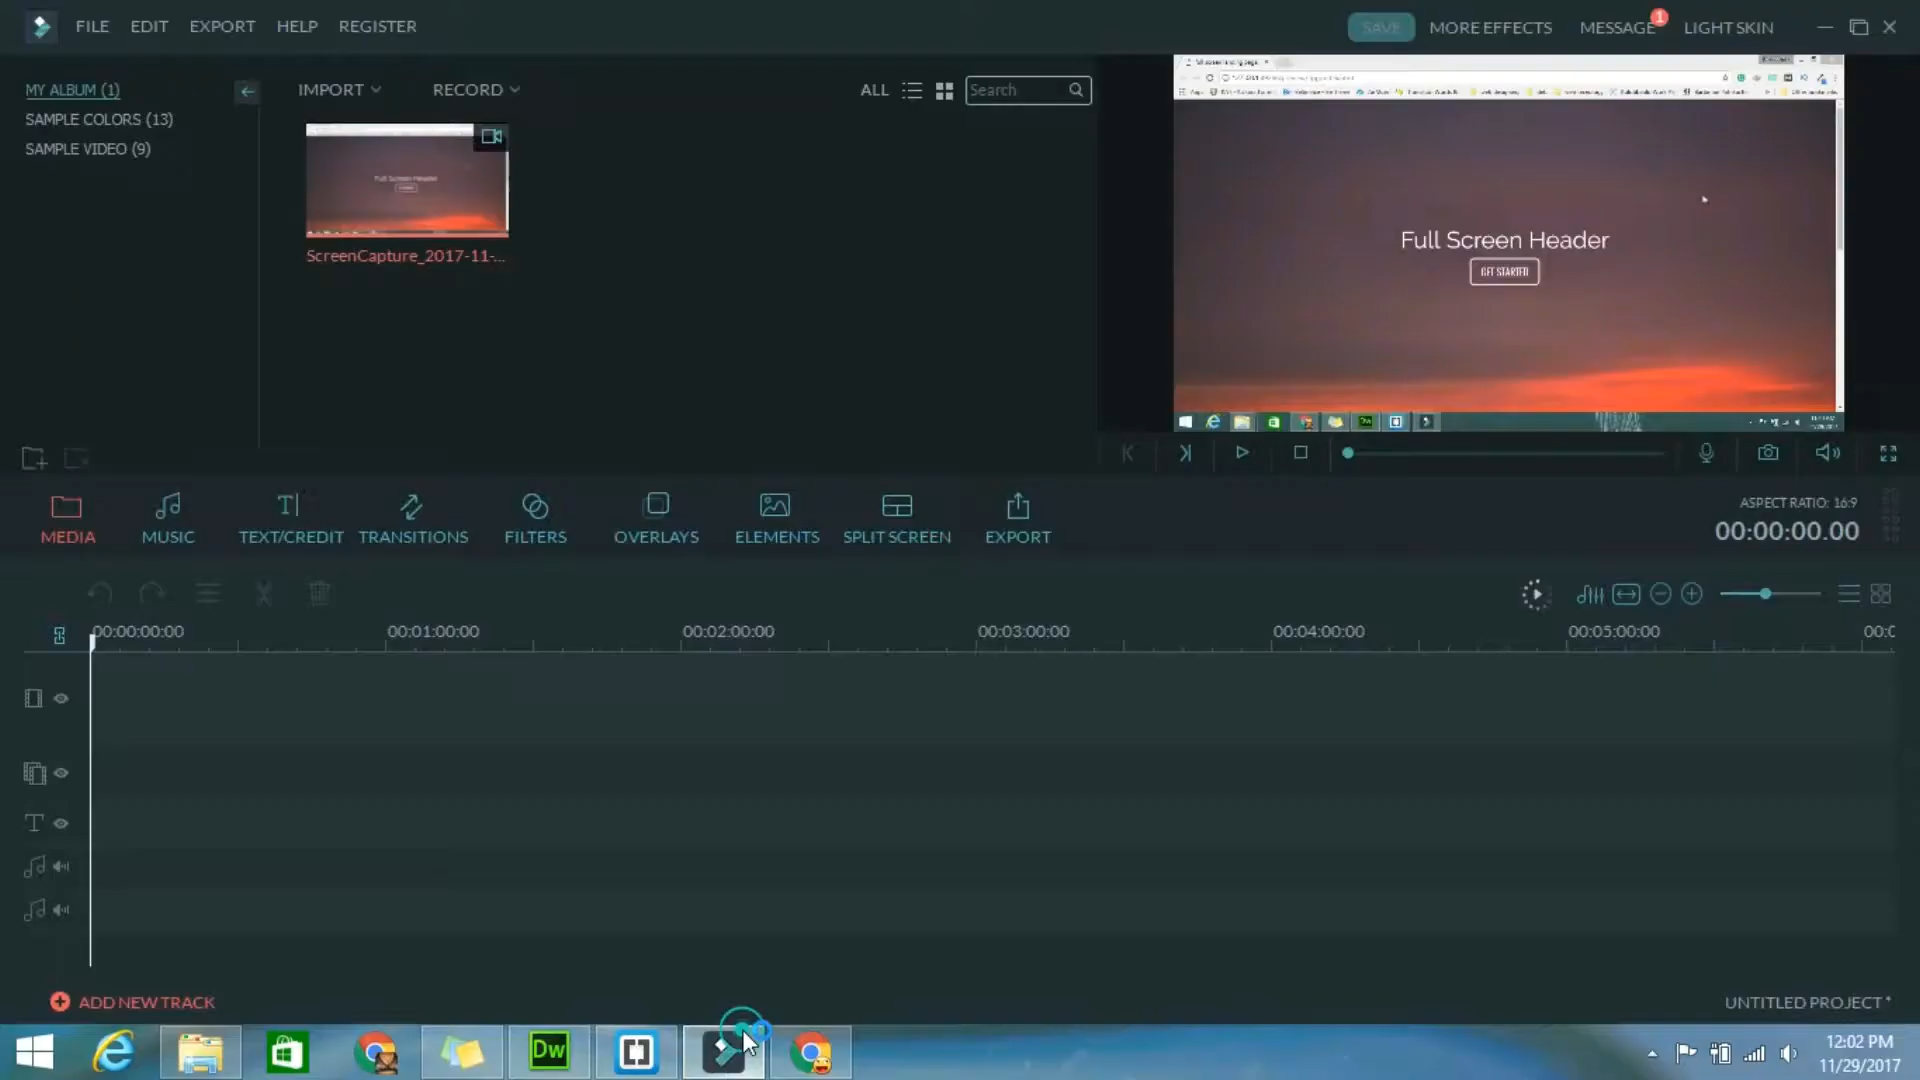 FILE EDIT EXPORT HELP REGISTER
SAVE MORE EFFECTS MESSAGE 1 LIGHT SKIN
MY ALBUM (1)
SAMPLE COLORS (13)
SAMPLE VIDEO (9)
IMPORT RECORD
ALL Search
ScreenCapture_2017-11-...
Full Screen Header
GET STARTED
MEDIA MUSIC TEXT/CREDIT TRANSITIONS FILTERS OVERLAYS ELEMENTS SPLIT SCREEN EXPORT
ASPECT RATIO: 16:9
00:00:00.00
00:00:00:00 00:01:00:00 00:02:00:00 00:03:00:00 00:04:00:00 00:05:00:00
ADD NEW TRACK
UNTITLED PROJECT *
Dw
12:02 PM
11/29/2017